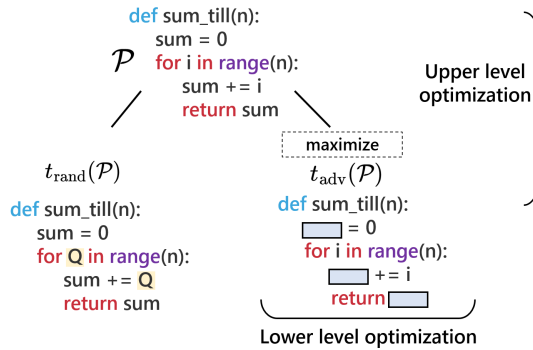 def sum_till(n):
sum = 0
for i in range(n):
sum += i
return sum
𝒫
Upper level
optimization
maximize
t_rand(𝒫)
def sum_till(n):
sum = 0
for Q in range(n):
sum += Q
return sum
t_adv(𝒫)
def sum_till(n):
= 0
for i in range(n):
+= i
return
Lower level optimization